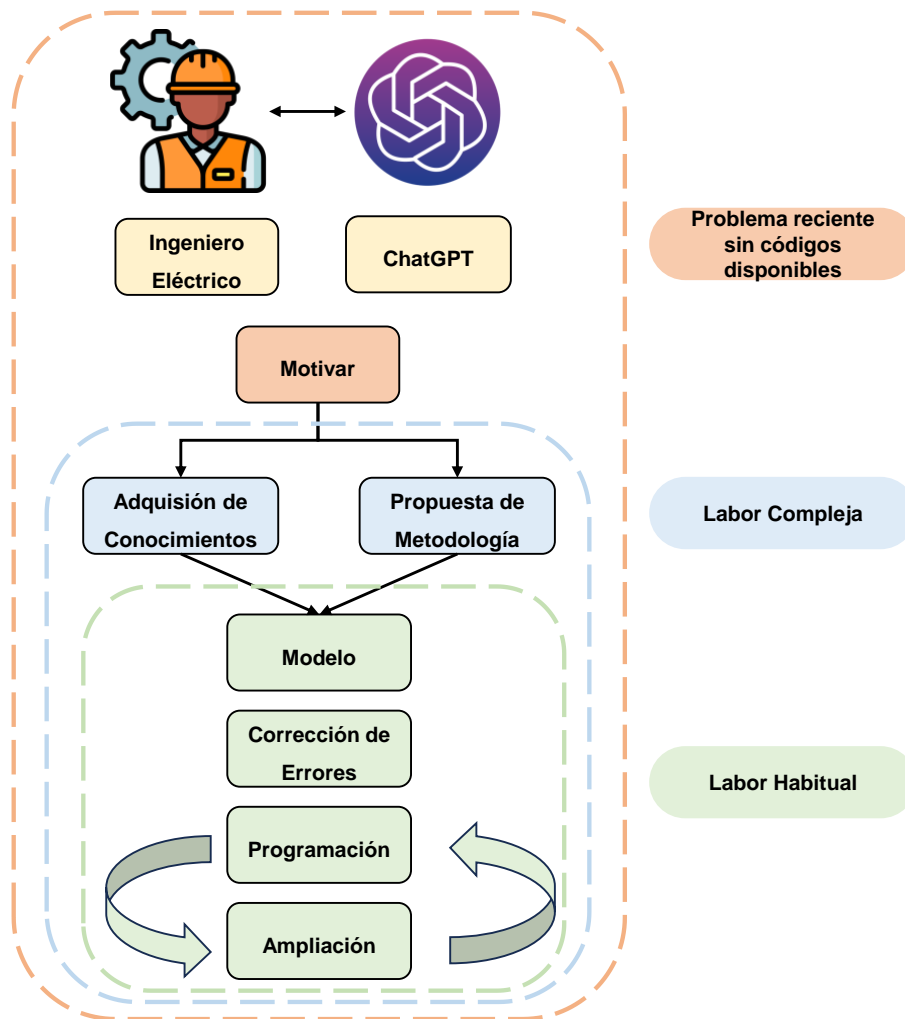 Ingeniero
Eléctrico
ChatGPT
Problema reciente
sin códigos
disponibles
Motivar
Adquisión de
Conocimientos
Propuesta de
Metodología
Labor Compleja
Modelo
Corrección de
Errores
Labor Habitual
Programación
Ampliación